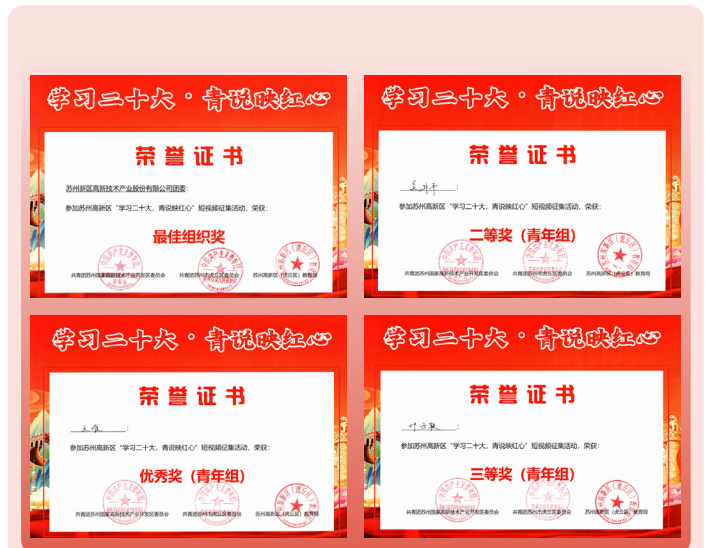 学习二十大·青说映红心
荣誉证书
苏州新区高新技术产业股份有限公司团委:
参加苏州高新区“学习二十大,青说映红心”短视频征集活动,荣获:
最佳组织奖
共青团苏州国家高新技术产业开发区委员会 共青团苏州市虎丘区委员会 苏州高新区(虎丘区)教育局
学习二十大·青说映红心
荣誉证书
参加苏州高新区“学习二十大,青说映红心”短视频征集活动,荣获:
二等奖(青年组)
共青团苏州国家高新技术产业开发区委员会 共青团苏州市虎丘区委员会 苏州高新区(虎丘区)教育局
学习二十大·青说映红心
荣誉证书
参加苏州高新区“学习二十大,青说映红心”短视频征集活动,荣获:
优秀奖(青年组)
共青团苏州国家高新技术产业开发区委员会 共青团苏州市虎丘区委员会 苏州高新区(虎丘区)教育局
学习二十大·青说映红心
荣誉证书
参加苏州高新区“学习二十大,青说映红心”短视频征集活动,荣获:
三等奖(青年组)
共青团苏州国家高新技术产业开发区委员会 共青团苏州市虎丘区委员会 苏州高新区(虎丘区)教育局